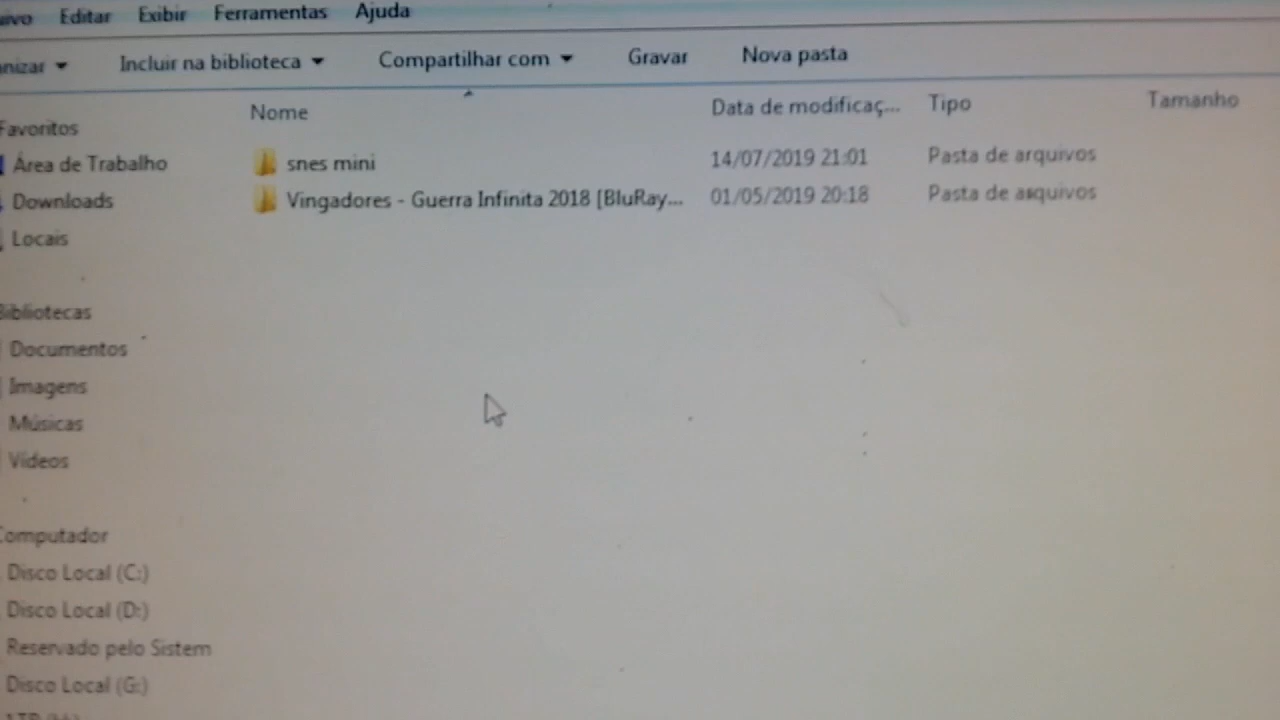 Editar Exibir Ferramentas Ajuda
Incluir na biblioteca Compartilhar com Gravar Nova pasta
Nome Data de modificaç... Tipo Tamanho
Favoritos
Área de Trabalho snes mini 14/07/2019 21:01 Pasta de arquivos
Downloads Vingadores - Guerra Infinita 2018 [BluRay... 01/05/2019 20:18 Pasta de arquivos
Locais
Bibliotecas
Documentos
Imagens
Músicas
Vídeos
Computador
Disco Local (C:)
Disco Local (D:)
Reservado pelo Sistem
Disco Local (G:)